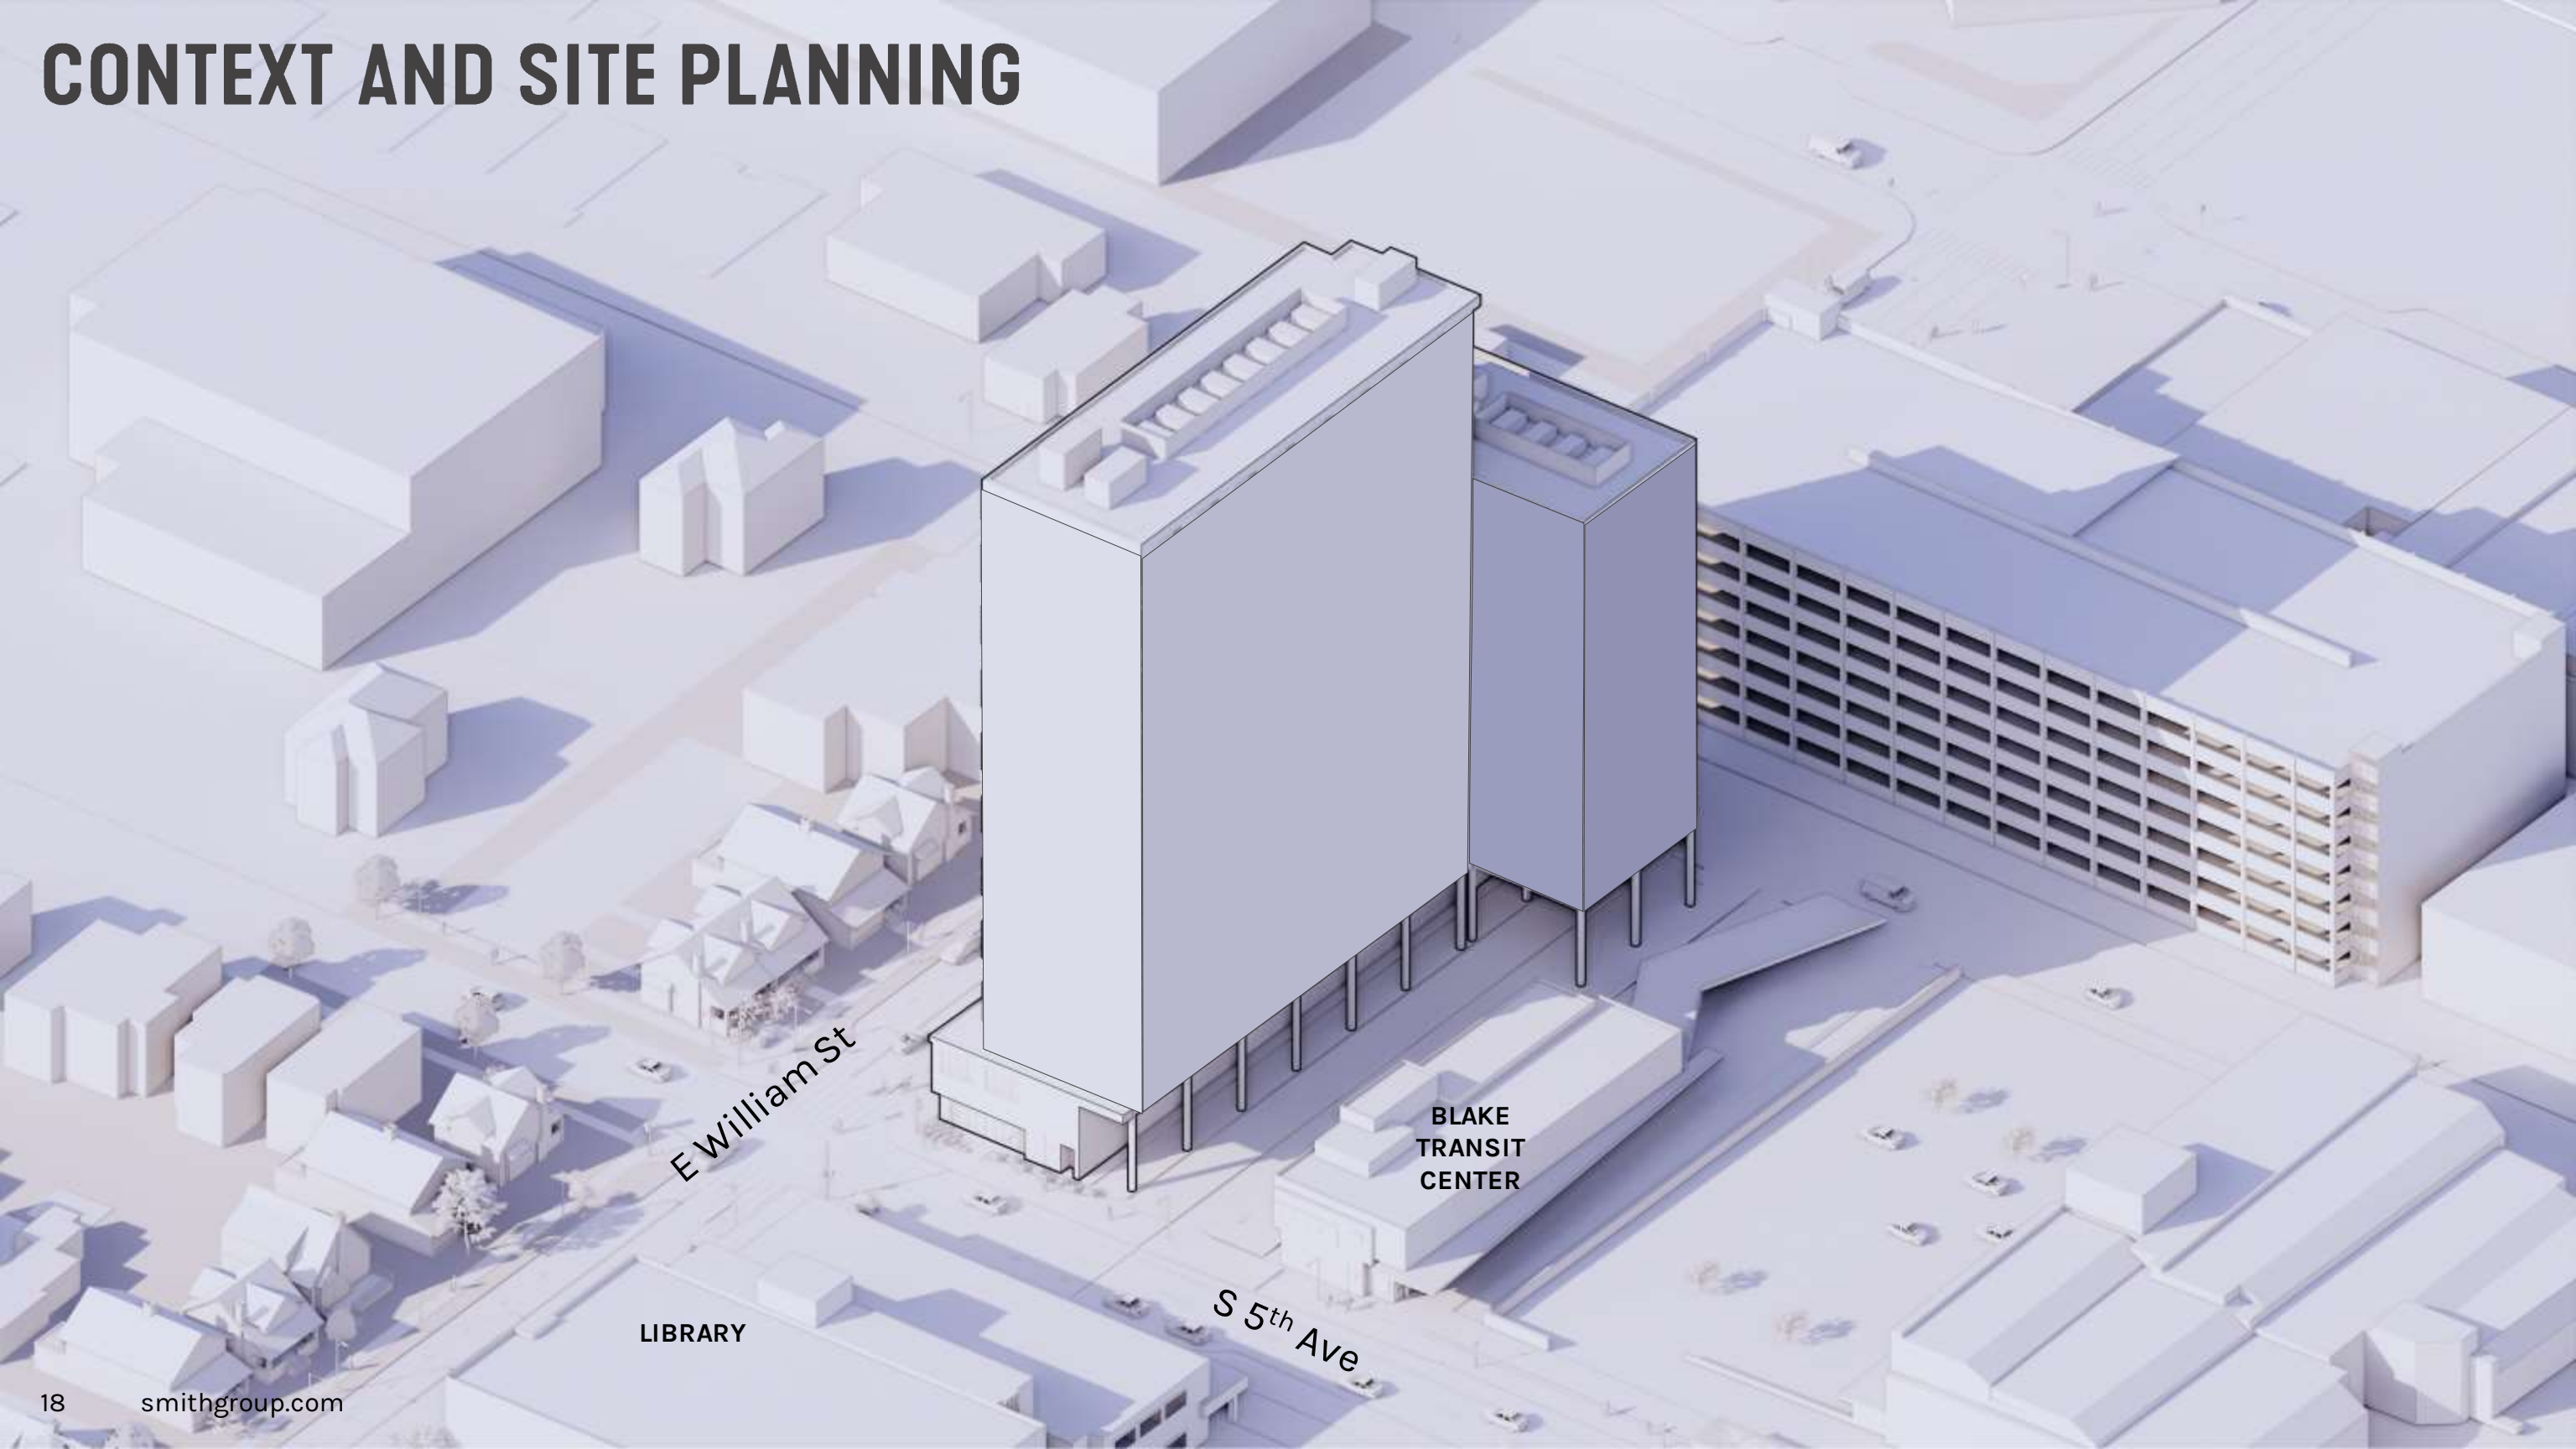 CONTEXT AND SITE PLANNING
E William St
BLAKE
TRANSIT
CENTER
S 5th Ave
LIBRARY
18 smithgroup.com